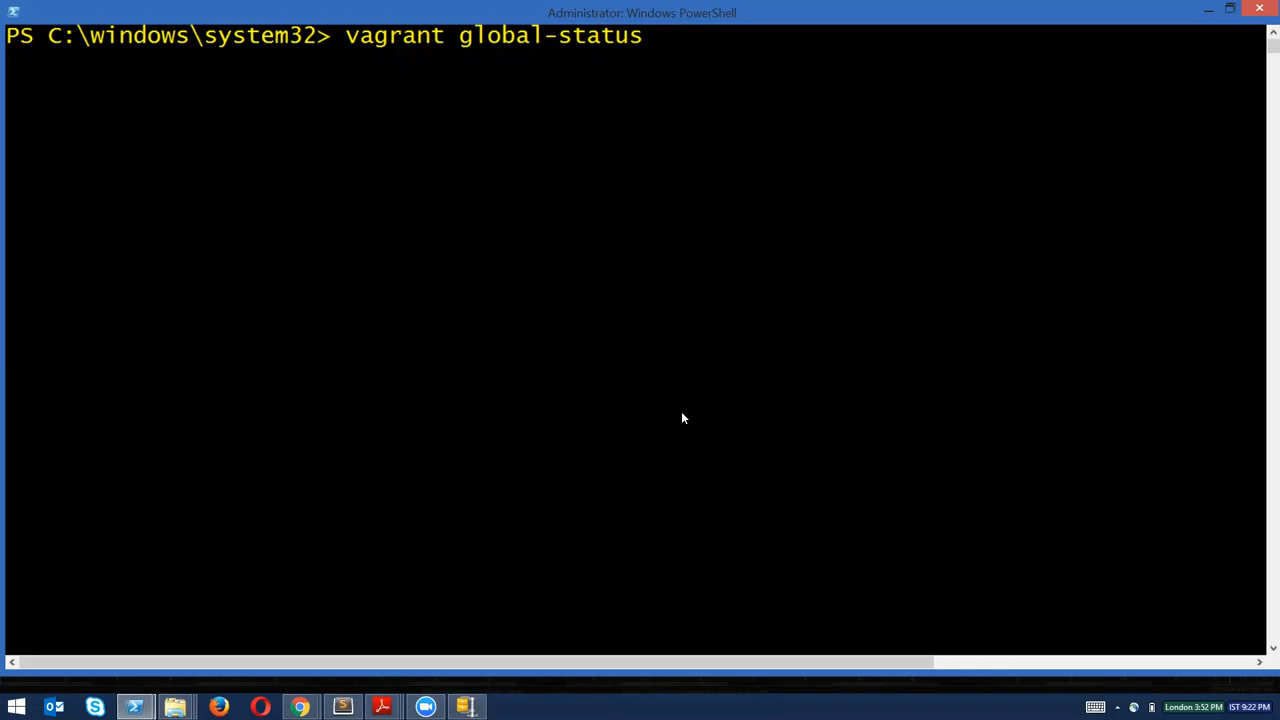 Administrator: Windows PowerShell
PS C:\windows\system32> vagrant global-status
London 3:52 PM
IST 9:22 PM